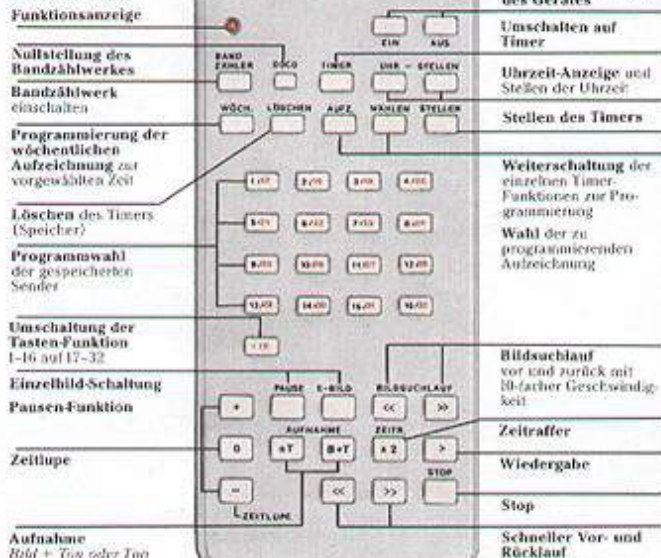 Funktionsanzeige
Nullstellung des
Bandzählwerkes
Bandzählwerk
einschalten
Programmierung der
wöchentlichen
Aufzeichnung zur
vorgewählten Zeit
Löschen des Timers
(Speicher)
Programmwahl
der gespeicherten
Sender
Umschaltung der
Tasten-Funktion
1-16 auf 17-32
Einzelbild-Schaltung
Pausen-Funktion
Zeitlupe
Aufnahme
Bild + Ton oder Ton
EIN AUS
BAND
ZÄHLER 0000 TIMER UHR - STELLEN
WÖCH. LÖSCHEN AUFZ. WÄHLEN STELLEN
PAUSE E-BILD BILDSUCHLAUF
+ << >>
AUFNAHME ZEITR.
0 +T B+T x 2 >
STOP
- << >>
ZEITLUPE
des Gerätes
Umschalten auf
Timer
Uhrzeit-Anzeige und
Stellen der Uhrzeit
Stellen des Timers
Weiterschaltung der
einzelnen Timer-
Funktionen zur Pro-
grammierung
Wahl der zu
programmierenden
Aufzeichnung
Bildsuchlauf
vor und zurück mit
10-facher Geschwindig-
keit
Zeitraffer
Wiedergabe
Stop
Schneller Vor- und
Rücklauf